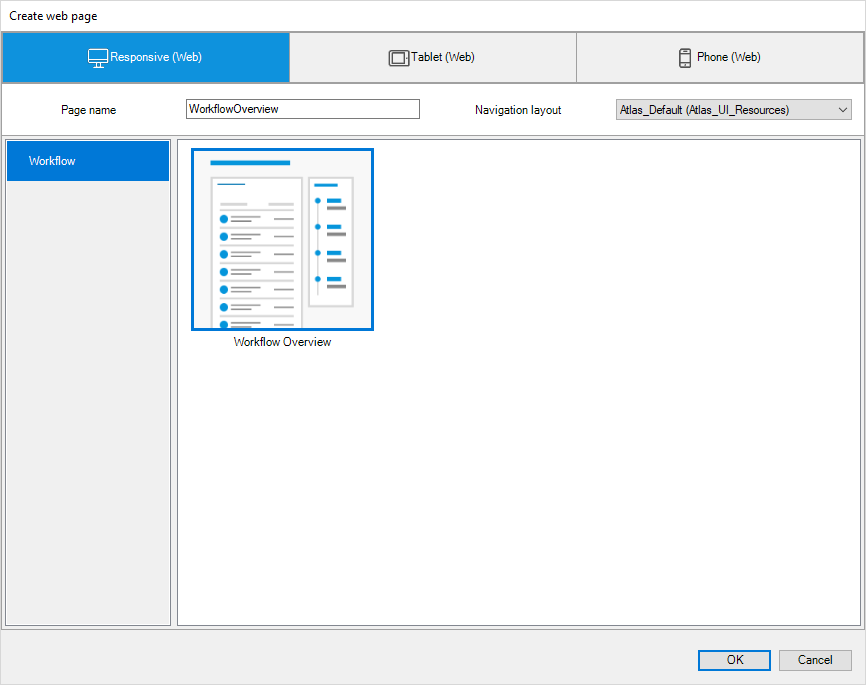 Create web page
Responsive (Web)
Tablet (Web)
Phone (Web)
Page name
WorkflowOverview
Navigation layout
Atlas_Default (Atlas_UI_Resources)
Workflow
Workflow Overview
OK
Cancel